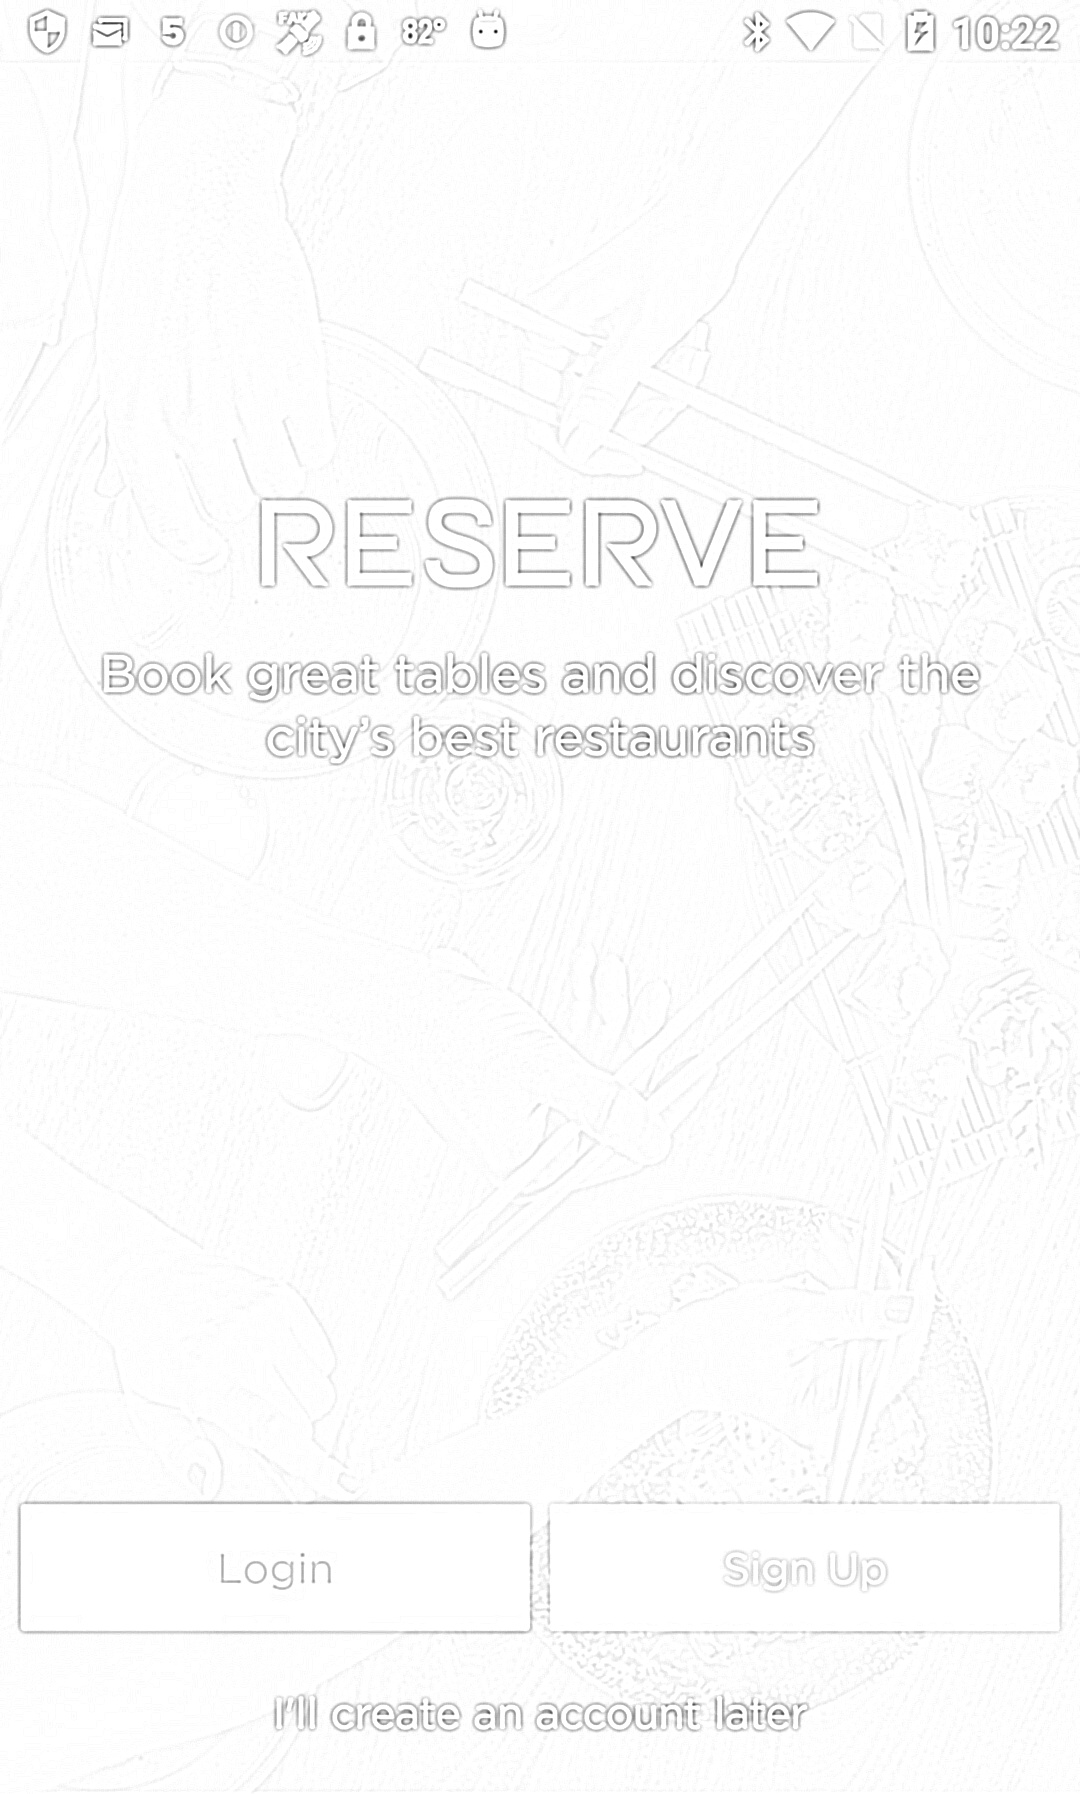 5 82° 10:22
RESERVE
Book great tables and discover the
city's best restaurants
Login Sign Up
I'll create an account later